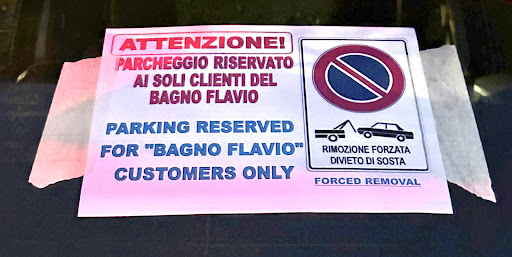 ATTENZIONE!
PARCHEGGIO RISERVATO
AI SOLI CLIENTI DEL
BAGNO FLAVIO
PARKING RESERVED
FOR "BAGNO FLAVIO"
CUSTOMERS ONLY
RIMOZIONE FORZATA
DIVIETO DI SOSTA
FORCED REMOVAL